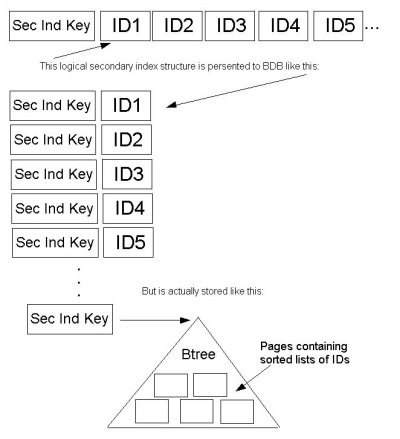 Sec Ind Key ID1 ID2 ID3 ID4 ID5 ...
This logical secondary index structure is persented to BDB like this:
Sec Ind Key ID1
Sec Ind Key ID2
Sec Ind Key ID3
Sec Ind Key ID4
Sec Ind Key ID5
But is actually stored like this:
Sec Ind Key
Btree
Pages containing
sorted lists of IDs